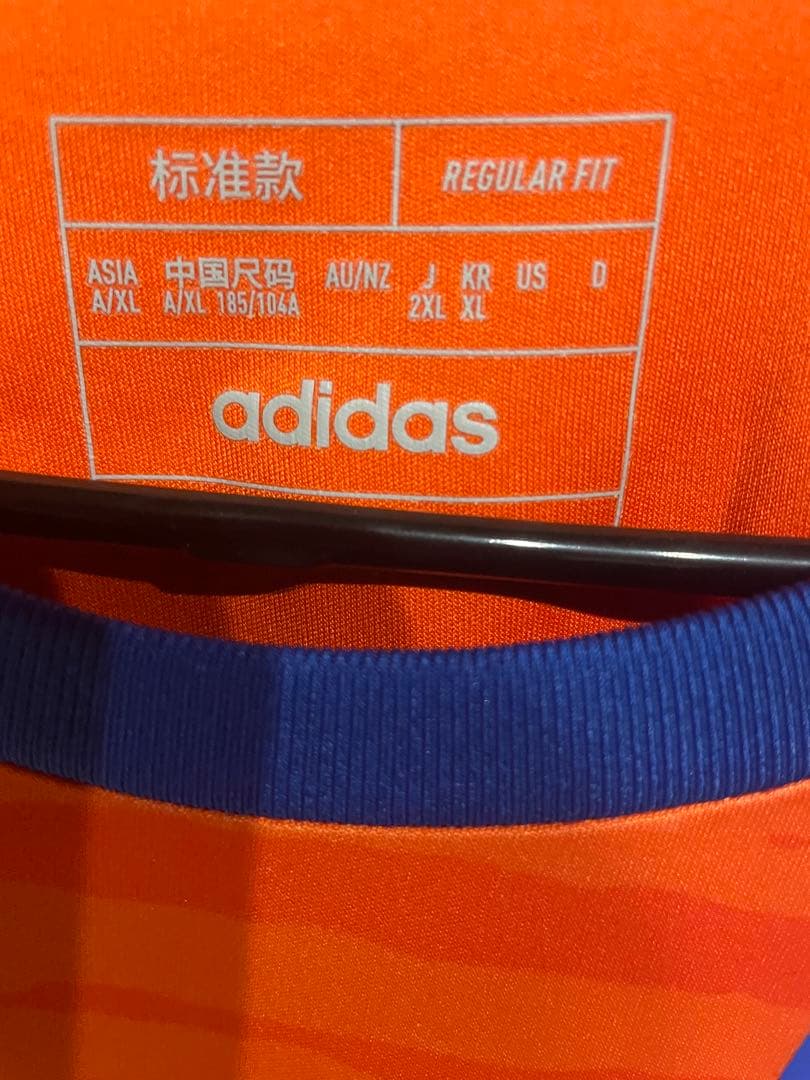 标准款 REGULAR FIT
ASIA 中国尺码 AU/NZ J KR US D
A/XL A/XL 185/104A 2XL XL
adidas